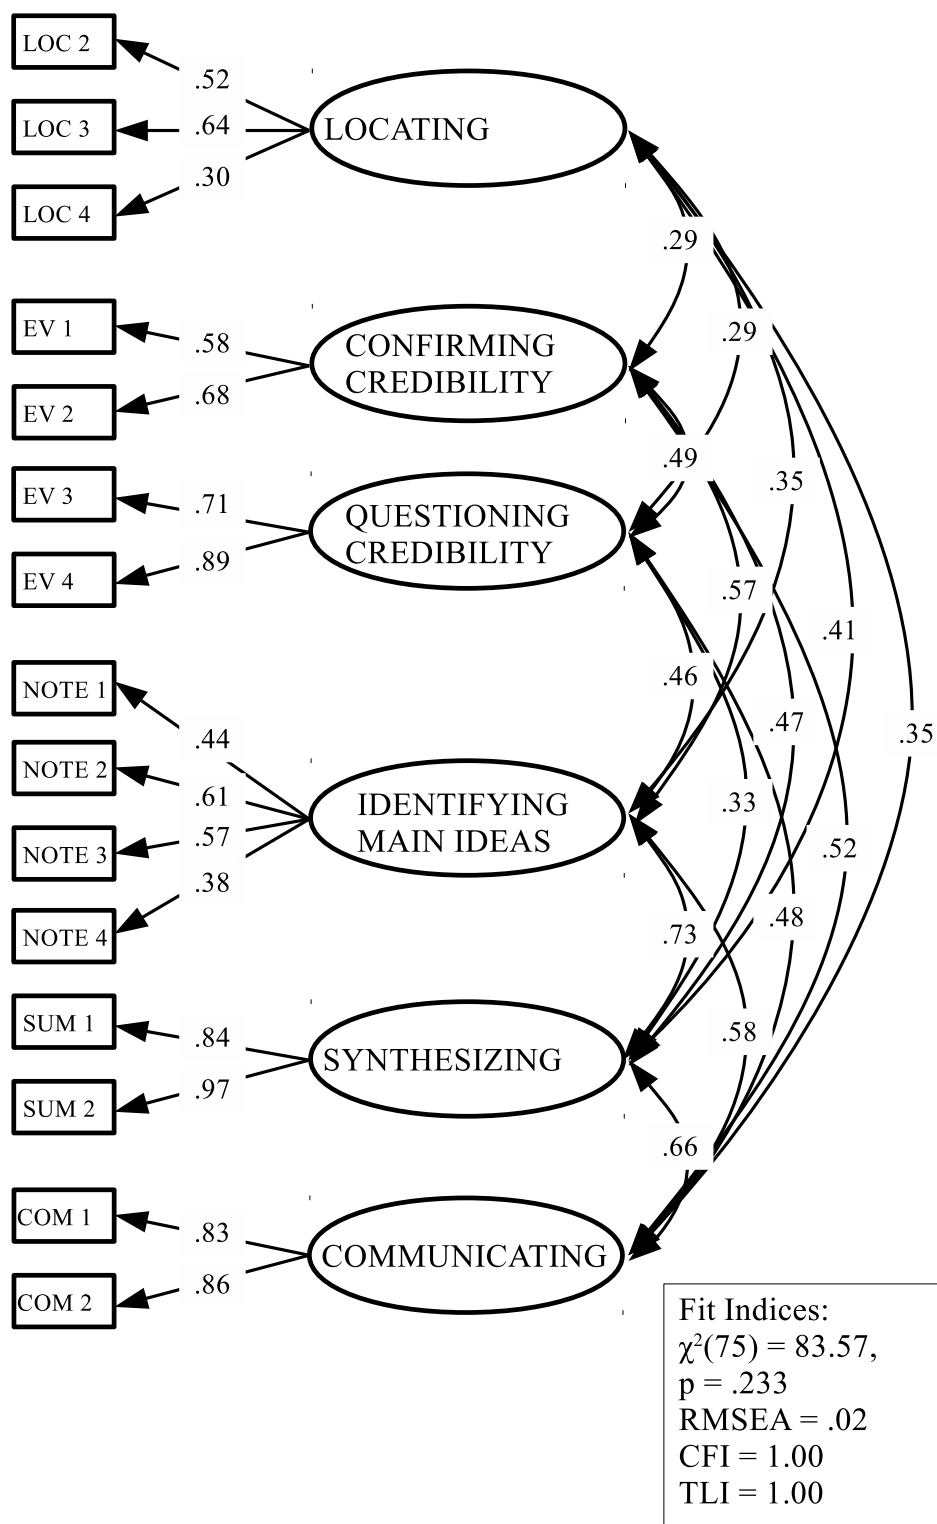 LOC 2
.52
LOC 3
.64
LOCATING
.30
LOC 4
.29
EV 1
.58
CONFIRMING
CREDIBILITY
.29
.68
EV 2
.49
EV 3
.71
QUESTIONING
CREDIBILITY
.35
.89
EV 4
.57
.41
.46
NOTE 1
.44
.47
.35
NOTE 2
.61
IDENTIFYING
MAIN IDEAS
.33
.57
NOTE 3
.52
.38
NOTE 4
.73
.48
SUM 1
.84
SYNTHESIZING
.58
.97
SUM 2
.66
COM 1
.83
COMMUNICATING
.86
COM 2
Fit Indices:
χ²(75) = 83.57,
p = .233
RMSEA = .02
CFI = 1.00
TLI = 1.00